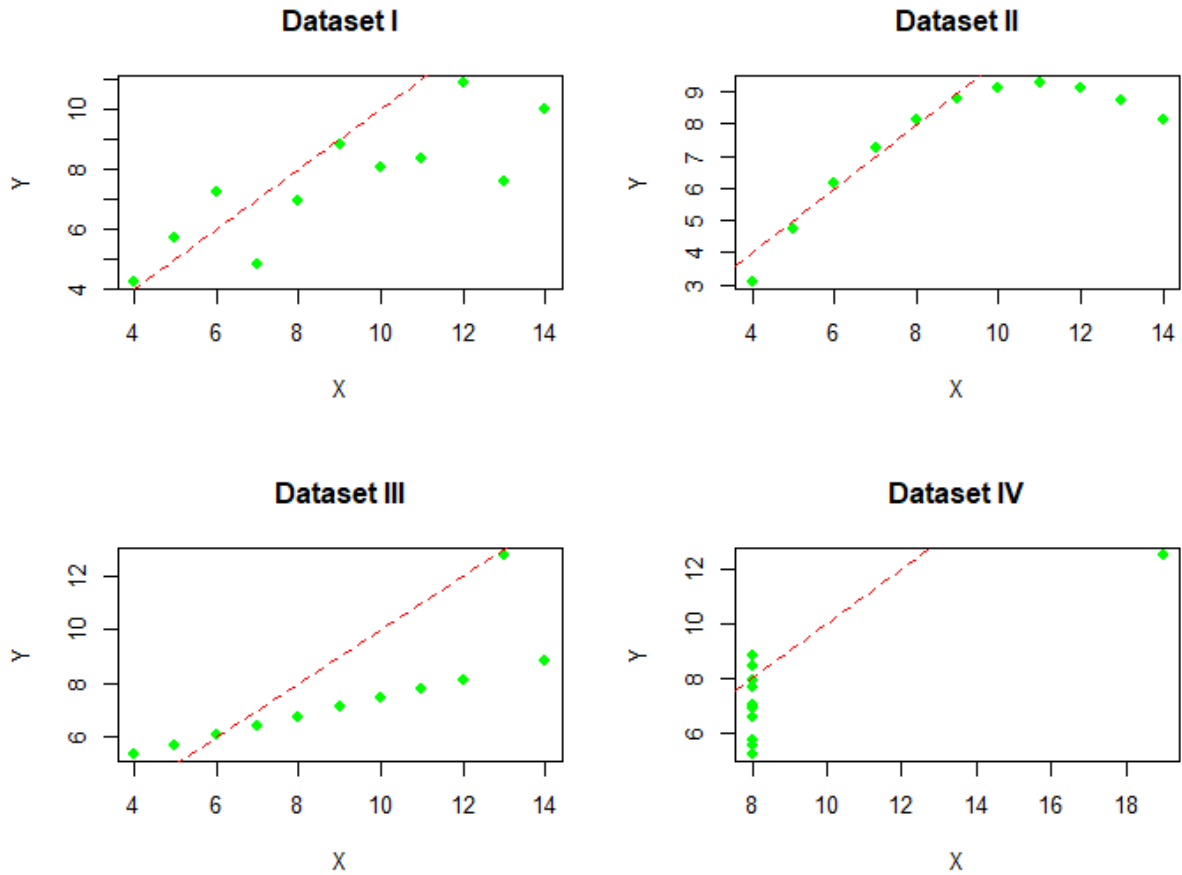 Dataset I
Y
4 6 8 10
4 6 8 10 12 14
X
Dataset II
Y
3 4 5 6 7 8 9
4 6 8 10 12 14
X
Dataset III
Y
6 8 10 12
4 6 8 10 12 14
X
Dataset IV
Y
6 8 10 12
8 10 12 14 16 18
X